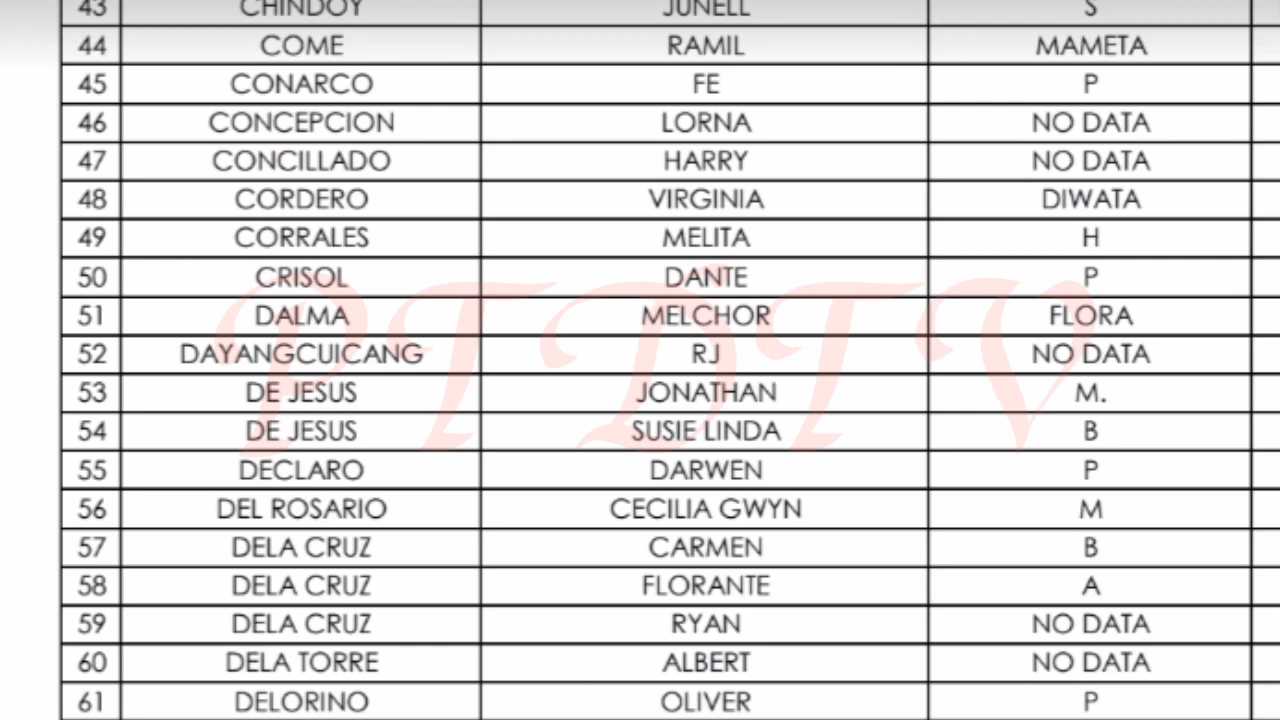 43 CHINDOY JUNELL S
44 COME RAMIL MAMETA
45 CONARCO FE P
46 CONCEPCION LORNA NO DATA
47 CONCILLADO HARRY NO DATA
48 CORDERO VIRGINIA DIWATA
49 CORRALES MELITA H
50 CRISOL DANTE P
51 DALMA MELCHOR FLORA
52 DAYANGCUICANG RJ NO DATA
53 DE JESUS JONATHAN M.
54 DE JESUS SUSIE LINDA B
55 DECLARO DARWEN P
56 DEL ROSARIO CECILIA GWYN M
57 DELA CRUZ CARMEN B
58 DELA CRUZ FLORANTE A
59 DELA CRUZ RYAN NO DATA
60 DELA TORRE ALBERT NO DATA
61 DELORINO OLIVER P
PTDTV